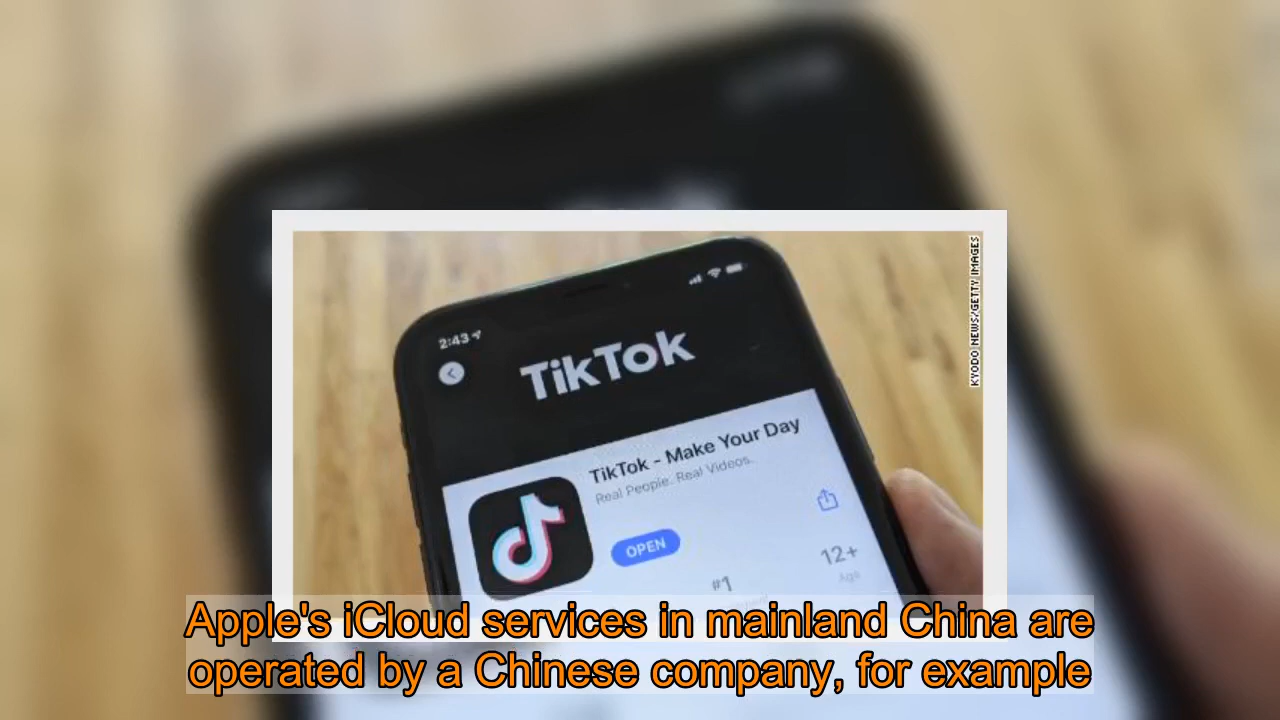 KYODO NEWS/GETTY IMAGES
2:43
TikTok
TikTok - Make Your Day
Real People. Real Videos.
OPEN
#1
12+
Age
Apple's iCloud services in mainland China are
operated by a Chinese company, for example